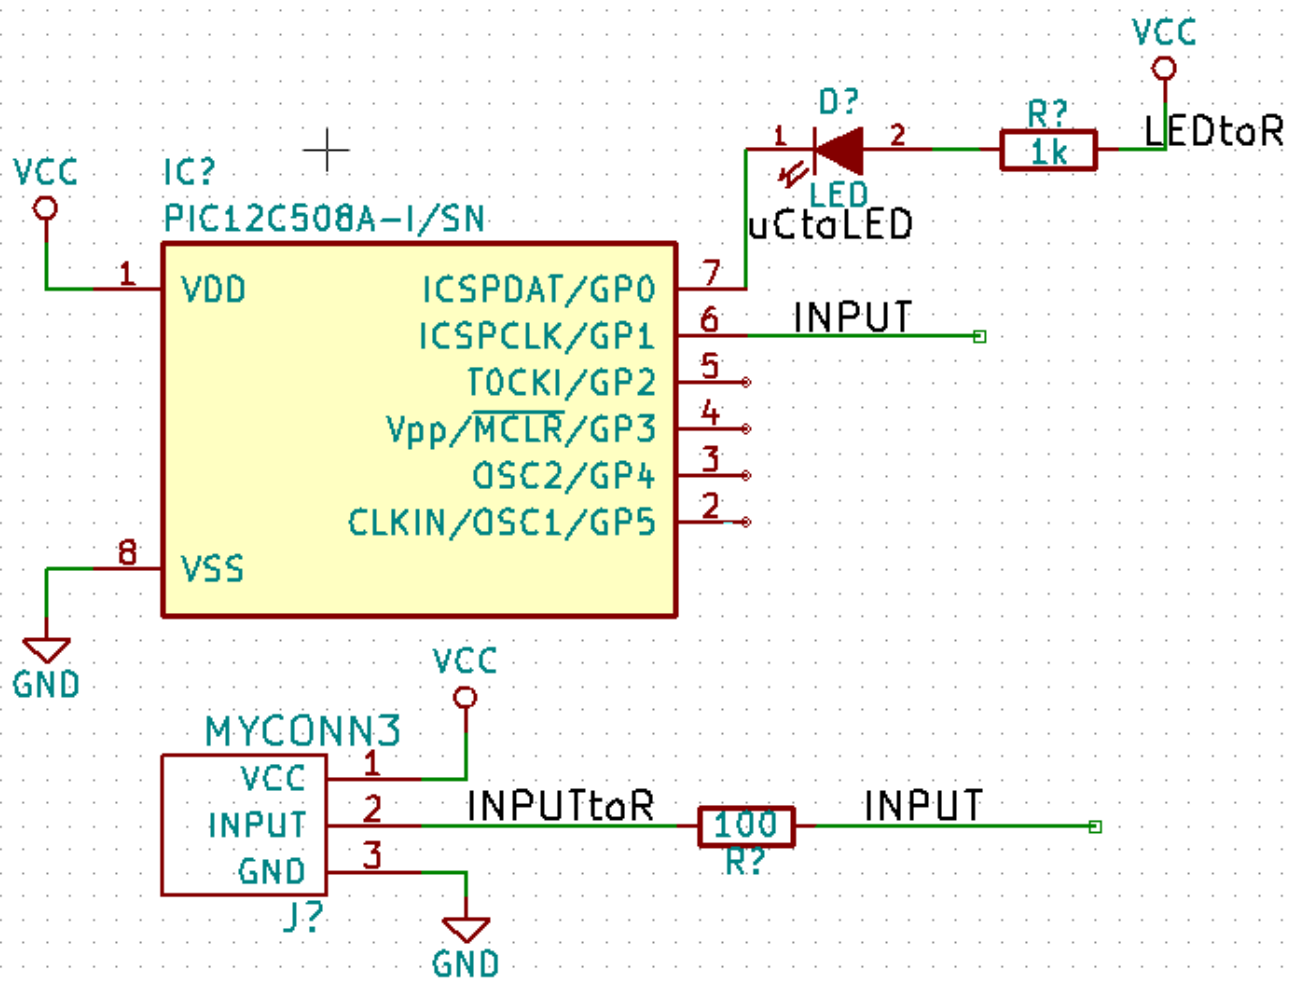 VCC
D?
R?
LEDtoR
1
2
1k
VCC
IC?
LED
PIC12C508A-I/SN
uCtoLED
1
VDD
ICSPDAT/GP0
7
ICSPCLK/GP1
6
INPUT
T0CKI/GP2
5
Vpp/MCLR/GP3
4
OSC2/GP4
3
CLKIN/OSC1/GP5
2
8
VSS
GND
VCC
MYCONN3
VCC
1
INPUT
2
INPUTtoR
100
INPUT
R?
GND
3
J?
GND